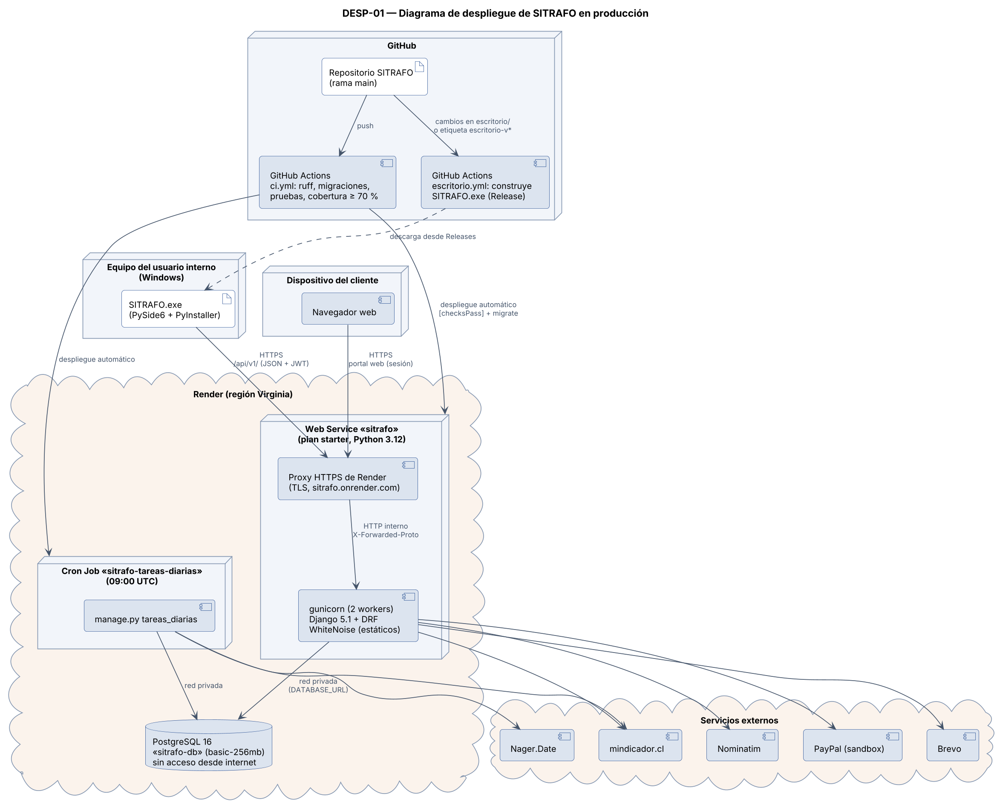 DESP-01 — Diagrama de despliegue de SITRAFO en producción
GitHub
Repositorio SITRAFO
(rama main)
push
cambios en escritorio/
o etiqueta escritorio-v*
GitHub Actions
ci.yml: ruff, migraciones,
pruebas, cobertura ≥ 70 %
GitHub Actions
escritorio.yml: construye
SITRAFO.exe (Release)
descarga desde Releases
Equipo del usuario interno
(Windows)
SITRAFO.exe
(PySide6 + PyInstaller)
Dispositivo del cliente
Navegador web
despliegue automático
[checksPass] + migrate
despliegue automático
HTTPS
/api/v1/ (JSON + JWT)
HTTPS
portal web (sesión)
Render (región Virginia)
Web Service «sitrafo»
(plan starter, Python 3.12)
Proxy HTTPS de Render
(TLS, sitrafo.onrender.com)
HTTP interno
X-Forwarded-Proto
Cron Job «sitrafo-tareas-diarias»
(09:00 UTC)
manage.py tareas_diarias
gunicorn (2 workers)
Django 5.1 + DRF
WhiteNoise (estáticos)
red privada
red privada
(DATABASE_URL)
PostgreSQL 16
«sitrafo-db» (basic-256mb)
sin acceso desde internet
Servicios externos
Nager.Date
mindicador.cl
Nominatim
PayPal (sandbox)
Brevo